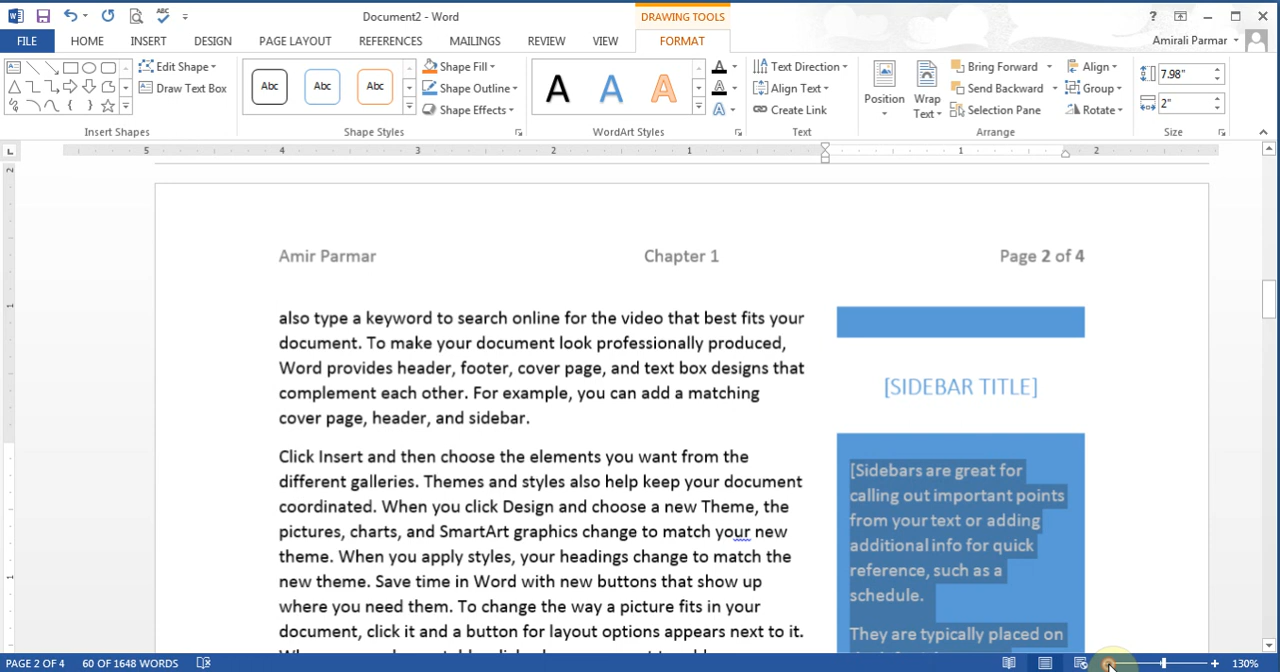 Document2 - Word
DRAWING TOOLS
?
FILE
HOME
INSERT
DESIGN
PAGE LAYOUT
REFERENCES
MAILINGS
REVIEW
VIEW
FORMAT
Amirali Parmar
Edit Shape
Draw Text Box
Insert Shapes
Abc
Abc
Abc
Shape Fill
Shape Outline
Shape Effects
Shape Styles
A
A
A
A
A
A
WordArt Styles
Text Direction
Align Text
Create Link
Text
Position
Wrap
Text
Bring Forward
Send Backward
Selection Pane
Align
Group
Rotate
Arrange
7.98"
2"
Size
5 4 3 2 1 1 2
2
1
1
Amir Parmar
Chapter 1
Page 2 of 4
also type a keyword to search online for the video that best fits your
document. To make your document look professionally produced,
Word provides header, footer, cover page, and text box designs that
complement each other. For example, you can add a matching
cover page, header, and sidebar.
Click Insert and then choose the elements you want from the
different galleries. Themes and styles also help keep your document
coordinated. When you click Design and choose a new Theme, the
pictures, charts, and SmartArt graphics change to match your new
theme. When you apply styles, your headings change to match the
new theme. Save time in Word with new buttons that show up
where you need them. To change the way a picture fits in your
document, click it and a button for layout options appears next to it.
[SIDEBAR TITLE]
[Sidebars are great for
calling out important points
from your text or adding
additional info for quick
reference, such as a
schedule.
They are typically placed on
PAGE 2 OF 4
60 OF 1648 WORDS
130%